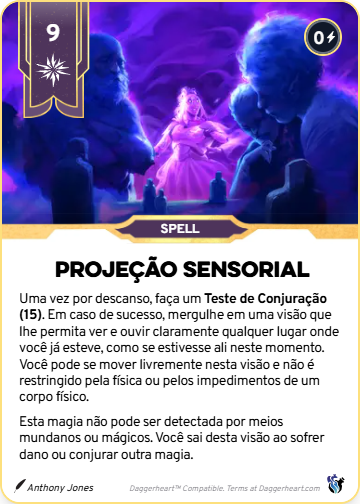 9
0
SPELL
PROJEÇÃO SENSORIAL
Uma vez por descanso, faça um Teste de Conjuração
(15). Em caso de sucesso, mergulhe em uma visão que
lhe permita ver e ouvir claramente qualquer lugar onde
você já esteve, como se estivesse ali neste momento.
Você pode se mover livremente nesta visão e não é
restringido pela física ou pelos impedimentos de um
corpo físico.
Esta magia não pode ser detectada por meios
mundanos ou mágicos. Você sai desta visão ao sofrer
dano ou conjurar outra magia.
Anthony Jones
Daggerheart™ Compatible. Terms at Daggerheart.com